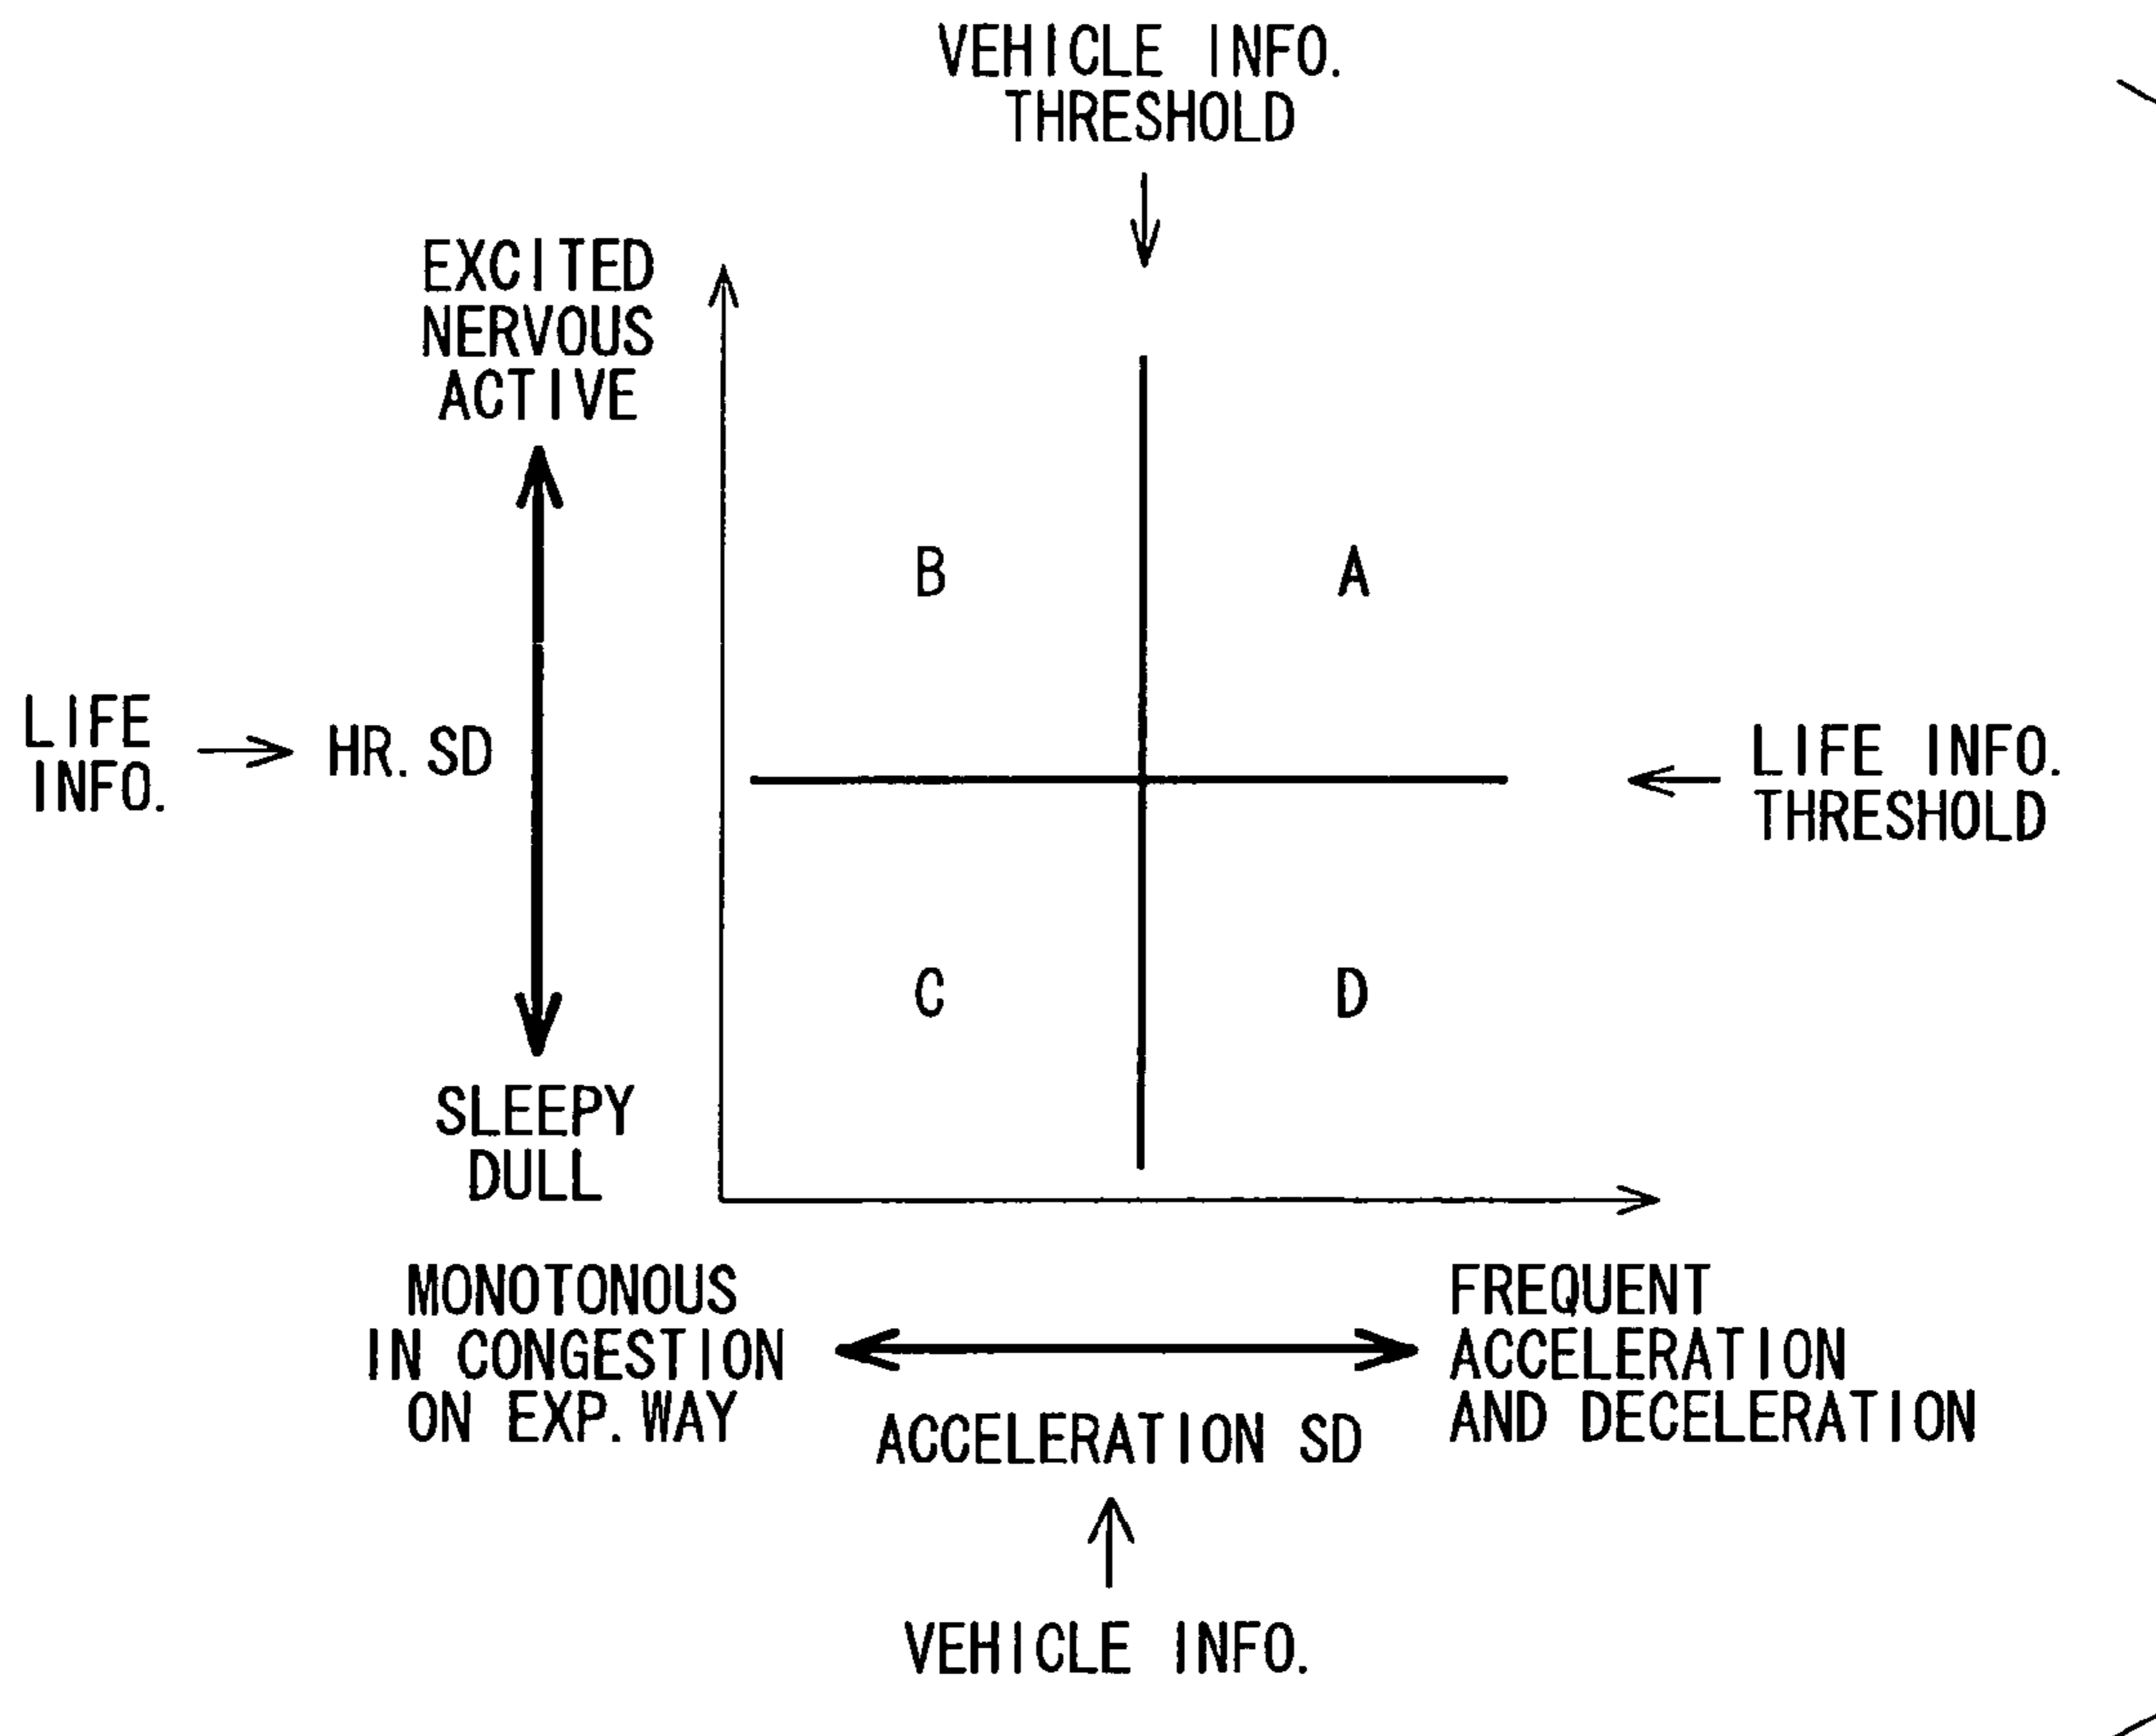 VEHICLE INFO.
THRESHOLD
EXCITED
NERVOUS
ACTIVE
B
A
LIFE
INFO.
HR. SD
LIFE INFO.
THRESHOLD
C
D
SLEEPY
DULL
MONOTONOUS
IN CONGESTION
ON EXP. WAY
FREQUENT
ACCELERATION
AND DECELERATION
ACCELERATION SD
VEHICLE INFO.